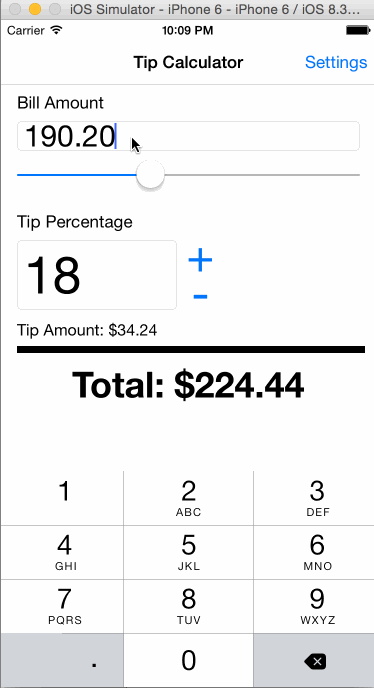 iOS Simulator - iPhone 6 - iPhone 6 / iOS 8.3...
Carrier 10:09 PM
Tip Calculator Settings
Bill Amount
190.20
Tip Percentage
18 +
-
Tip Amount: $34.24
Total: $224.44
1 2 3
ABC DEF
4 5 6
GHI JKL MNO
7 8 9
PQRS TUV WXYZ
. 0